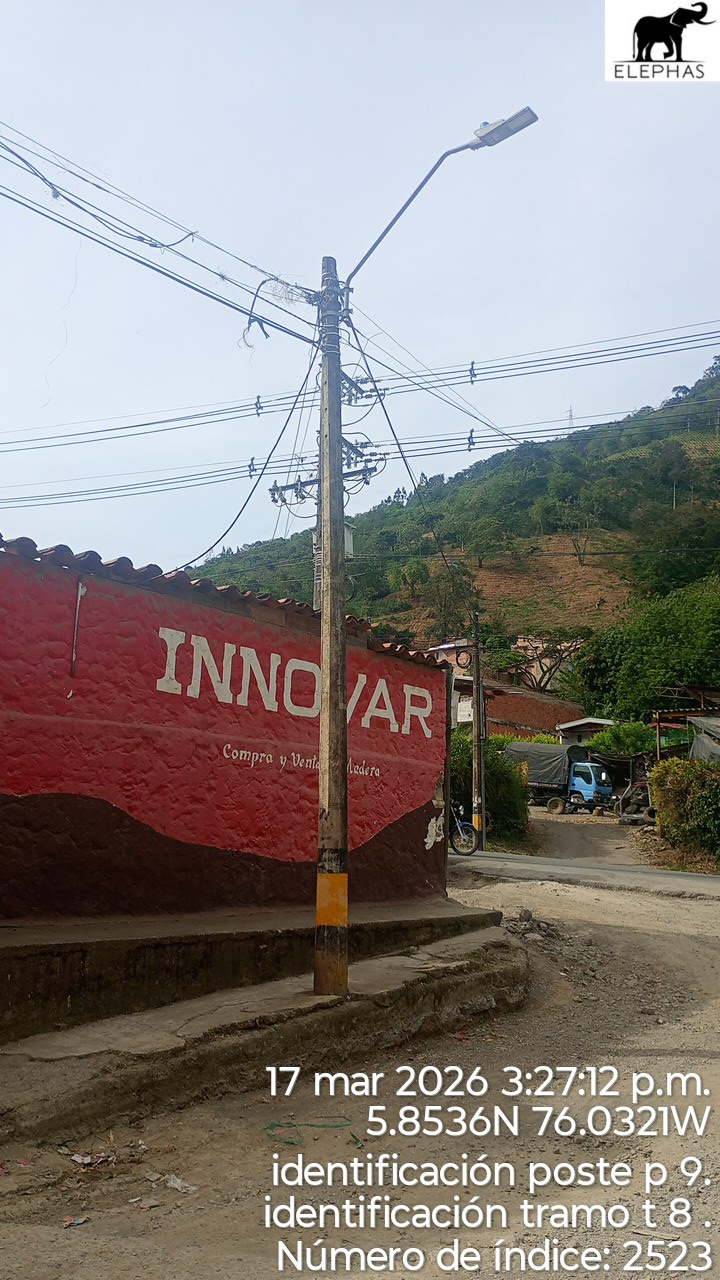 ELEPHAS
INNOVAR
Compra y Venta Madera
17 mar 2026 3:27:12 p.m.
5.8536N 76.0321W
identificación poste p 9.
identificación tramo t 8 .
Número de índice: 2523